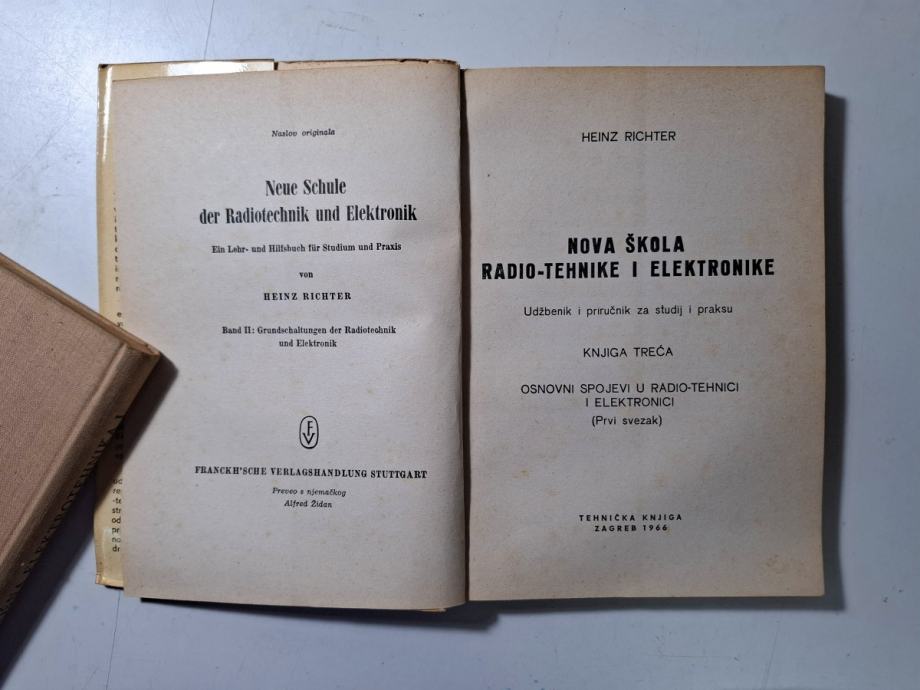 Naslov originala
Neue Schule
der Radiotechnik und Elektronik
Ein Lehr- und Hilfsbuch für Studium und Praxis
von
HEINZ RICHTER
Band II: Grundschaltungen der Radiotechnik
und Elektronik
FV
FRANCKH'SCHE VERLAGSHANDLUNG STUTTGART
Preveo s njemačkog
Alfred Židan
HEINZ RICHTER
NOVA ŠKOLA
RADIO-TEHNIKE I ELEKTRONIKE
Udžbenik i priručnik za studij i praksu
KNJIGA TREĆA
OSNOVNI SPOJEVI U RADIO-TEHNICI
I ELEKTRONICI
(Prvi svezak)
TEHNIČKA KNJIGA
ZAGREB 1966